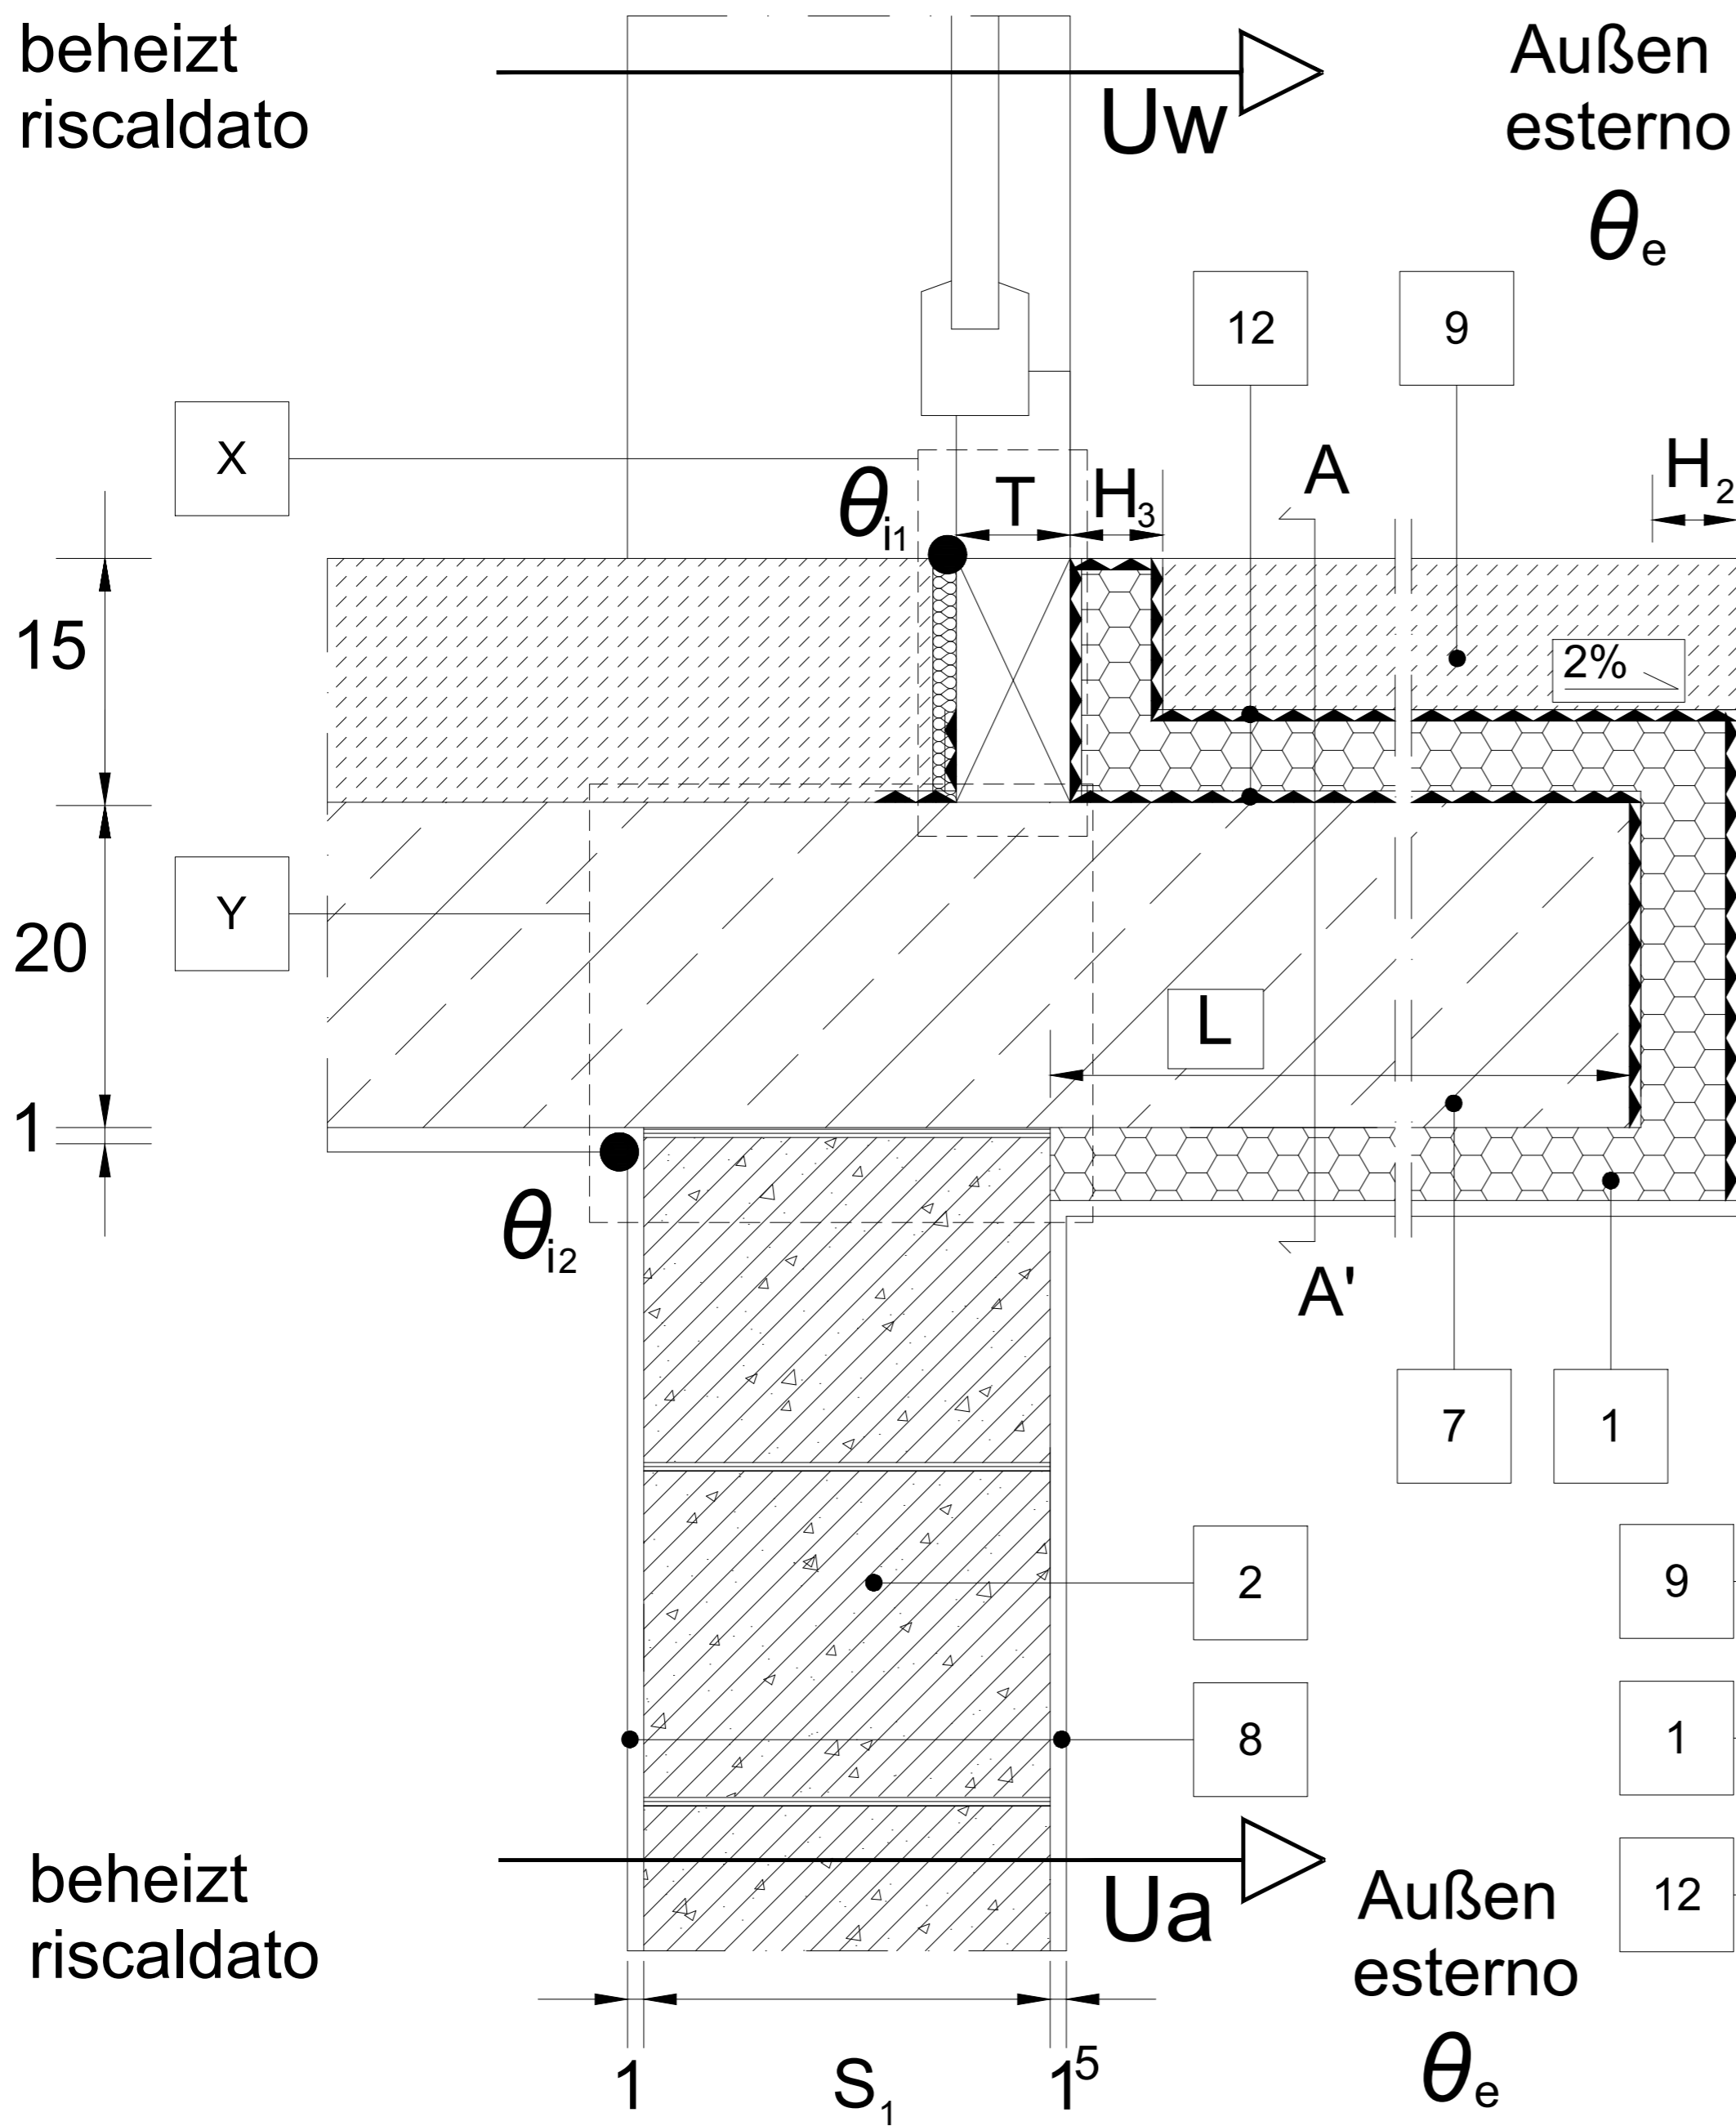 beheizt
riscaldato
Uw
Außen
esterno
θe
12
9
X
θi1
T
H3
A
H2
15
2%
Y
20
L
1
θi2
A'
7
1
2
9
8
1
beheizt
riscaldato
Ua
Außen
esterno
12
θe
1
S1
1⁵